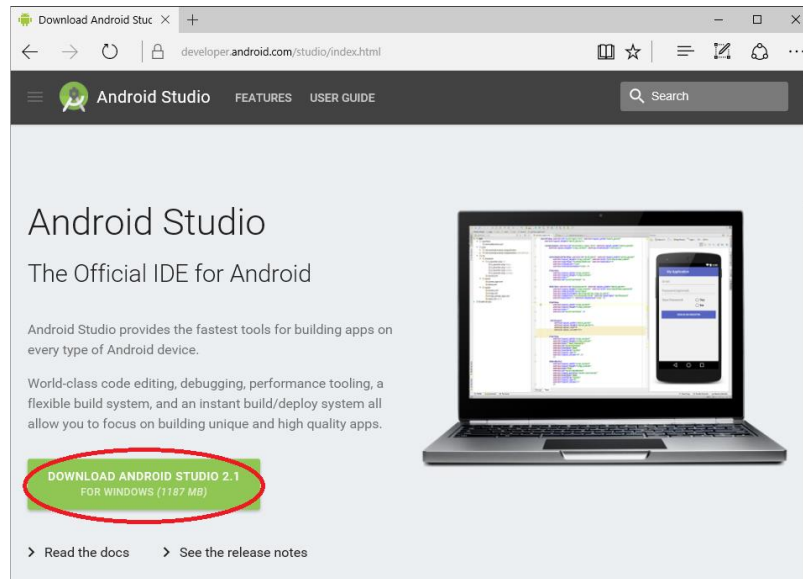 Download Android Stuc
developer.android.com/studio/index.html
Android Studio FEATURES USER GUIDE Search
Android Studio
The Official IDE for Android
Android Studio provides the fastest tools for building apps on
every type of Android device.
World-class code editing, debugging, performance tooling, a
flexible build system, and an instant build/deploy system all
allow you to focus on building unique and high quality apps.
DOWNLOAD ANDROID STUDIO 2.1
FOR WINDOWS (1187 MB)
Read the docs See the release notes